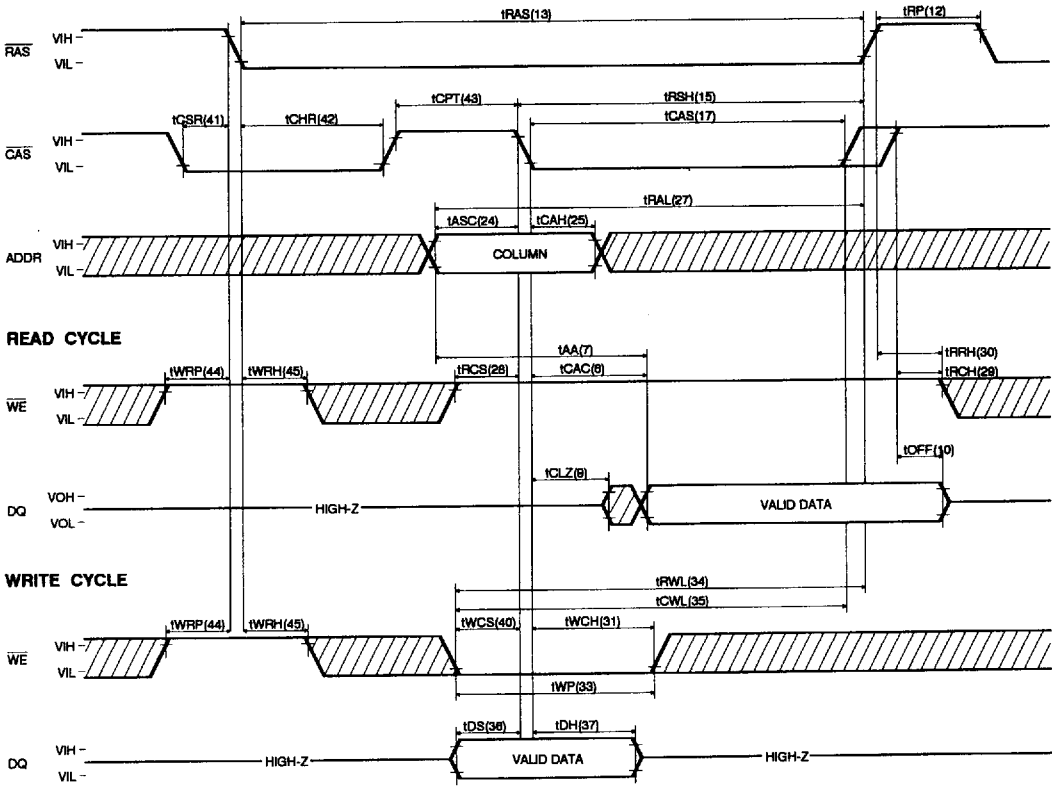 tRAS(13)
tRP(12)
RAS
VIH
VIL
tCPT(43)
tRSH(15)
tCSR(41)
tCHR(42)
tCAS(17)
CAS
VIH
VIL
tRAL(27)
tASC(24)
tCAH(25)
ADDR
VIH
VIL
COLUMN
READ CYCLE
tAA(7)
tRRH(30)
tWRP(44)
tWRH(45)
tRCS(28)
tCAC(6)
tRCH(29)
WE
VIH
VIL
tOFF(10)
tCLZ(9)
DQ
VOH
VOL
HIGH-Z
VALID DATA
WRITE CYCLE
tRWL(34)
tCWL(35)
tWRP(44)
tWRH(45)
tWCS(40)
tWCH(31)
WE
VIH
VIL
tWP(33)
tDS(36)
tDH(37)
DQ
VIH
VIL
HIGH-Z
VALID DATA
HIGH-Z